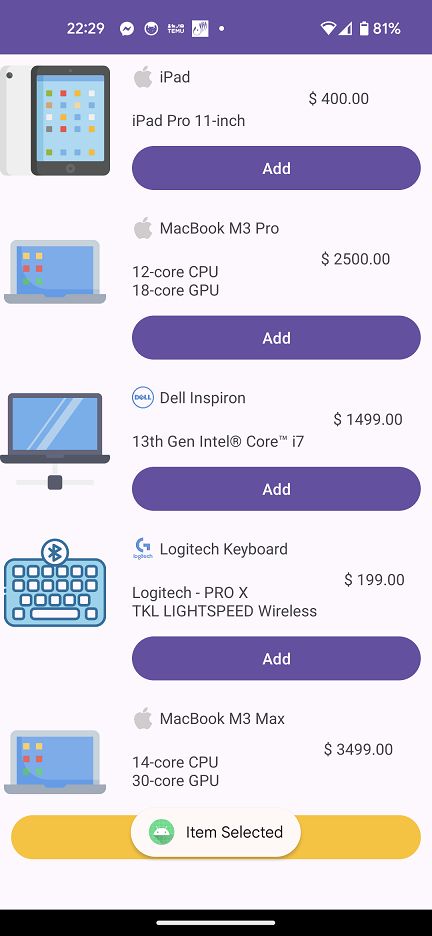 22:29
TEMU
81%
iPad
$ 400.00
iPad Pro 11-inch
Add
MacBook M3 Pro
$ 2500.00
12-core CPU
18-core GPU
Add
DELL
Dell Inspiron
$ 1499.00
13th Gen Intel® Core™ i7
Add
logitech
Logitech Keyboard
$ 199.00
Logitech - PRO X
TKL LIGHTSPEED Wireless
Add
MacBook M3 Max
$ 3499.00
14-core CPU
30-core GPU
Item Selected